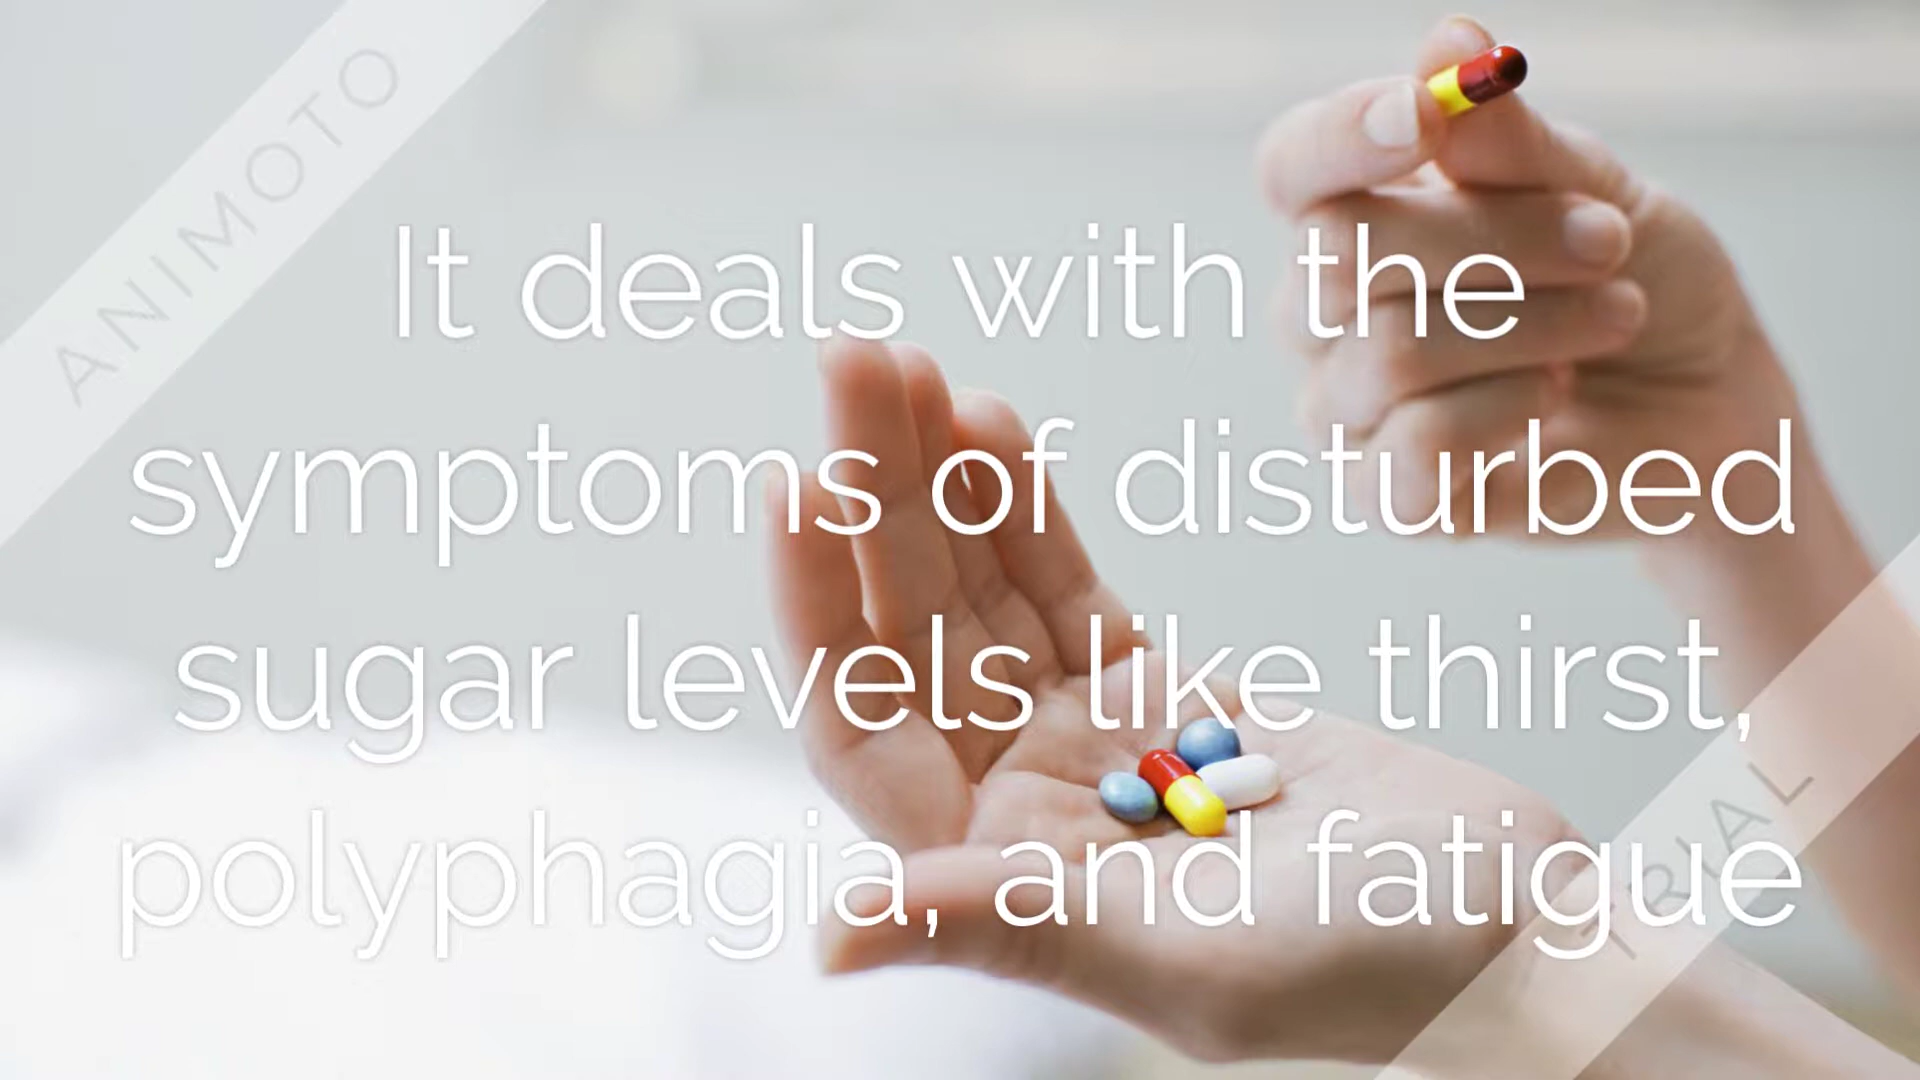 ANIMOTO
It deals with the
symptoms of disturbed
sugar levels like thirst,
polyphagia, and fatigue
TRIAL